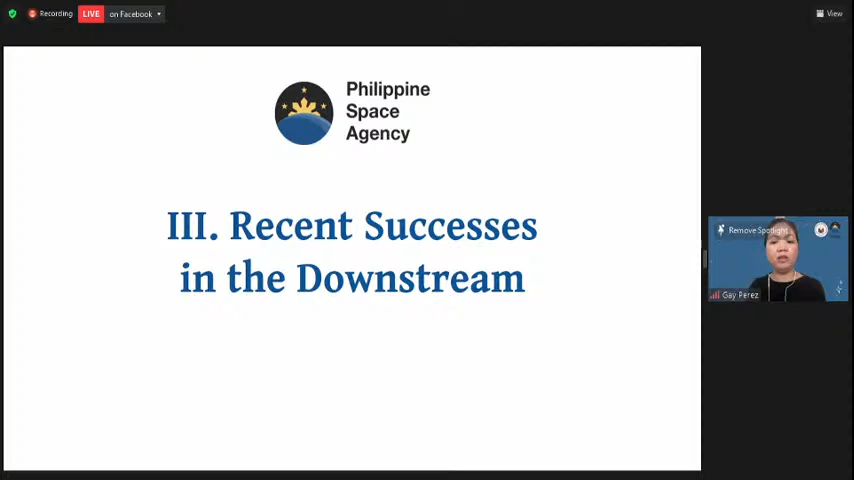 Recording
LIVE
on Facebook
View
Philippine
Space
Agency
III. Recent Successes
in the Downstream
Remove Spotlight
Gay Perez